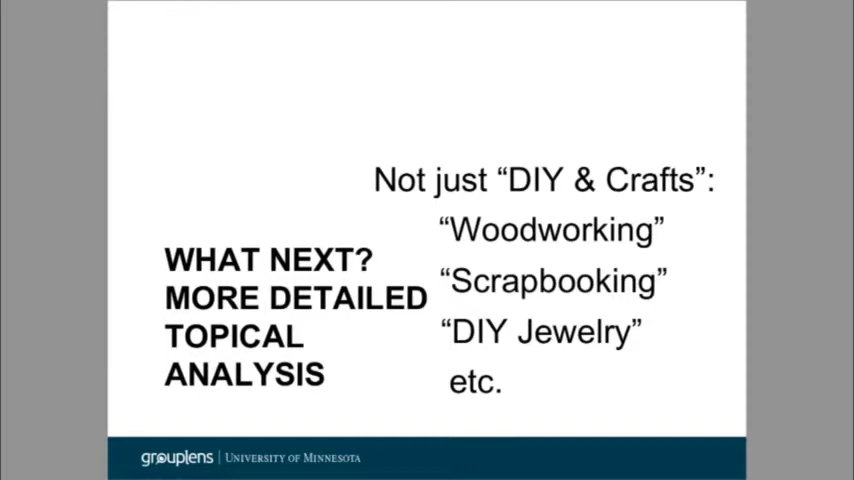 Not just “DIY & Crafts”:
“Woodworking”
“Scrapbooking”
“DIY Jewelry”
etc.
WHAT NEXT?
MORE DETAILED
TOPICAL
ANALYSIS
grouplens | UNIVERSITY OF MINNESOTA